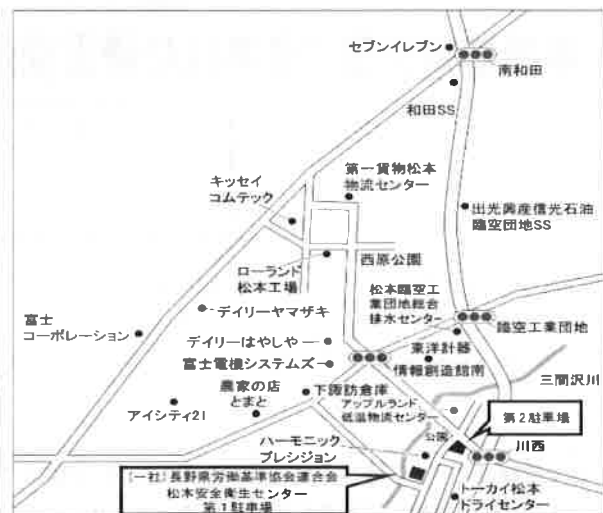 セブンイレブン
南和田
和田SS
第一貨物松本
物流センター
キッセイ
コムテック
出光興産信光石油
臨空団地SS
西原公園
ローランド
松本工場
松本臨空工
業団地総合
排水センター
デイリーヤマザキ
富士
コーポレーション
臨空工業団地
デイリーはやしや
東洋計器
富士電機システムズ
情報創造館南
三間沢川
農家の店
とまと
下諏訪倉庫
アップルランド
低温物流センター
アイシティ21
第2駐車場
公園
ハーモニック
プレシジョン
川西
(一社)長野県労働基準協会連合会
松本安全衛生センター
第1駐車場
トーカイ松本
ドライセンター